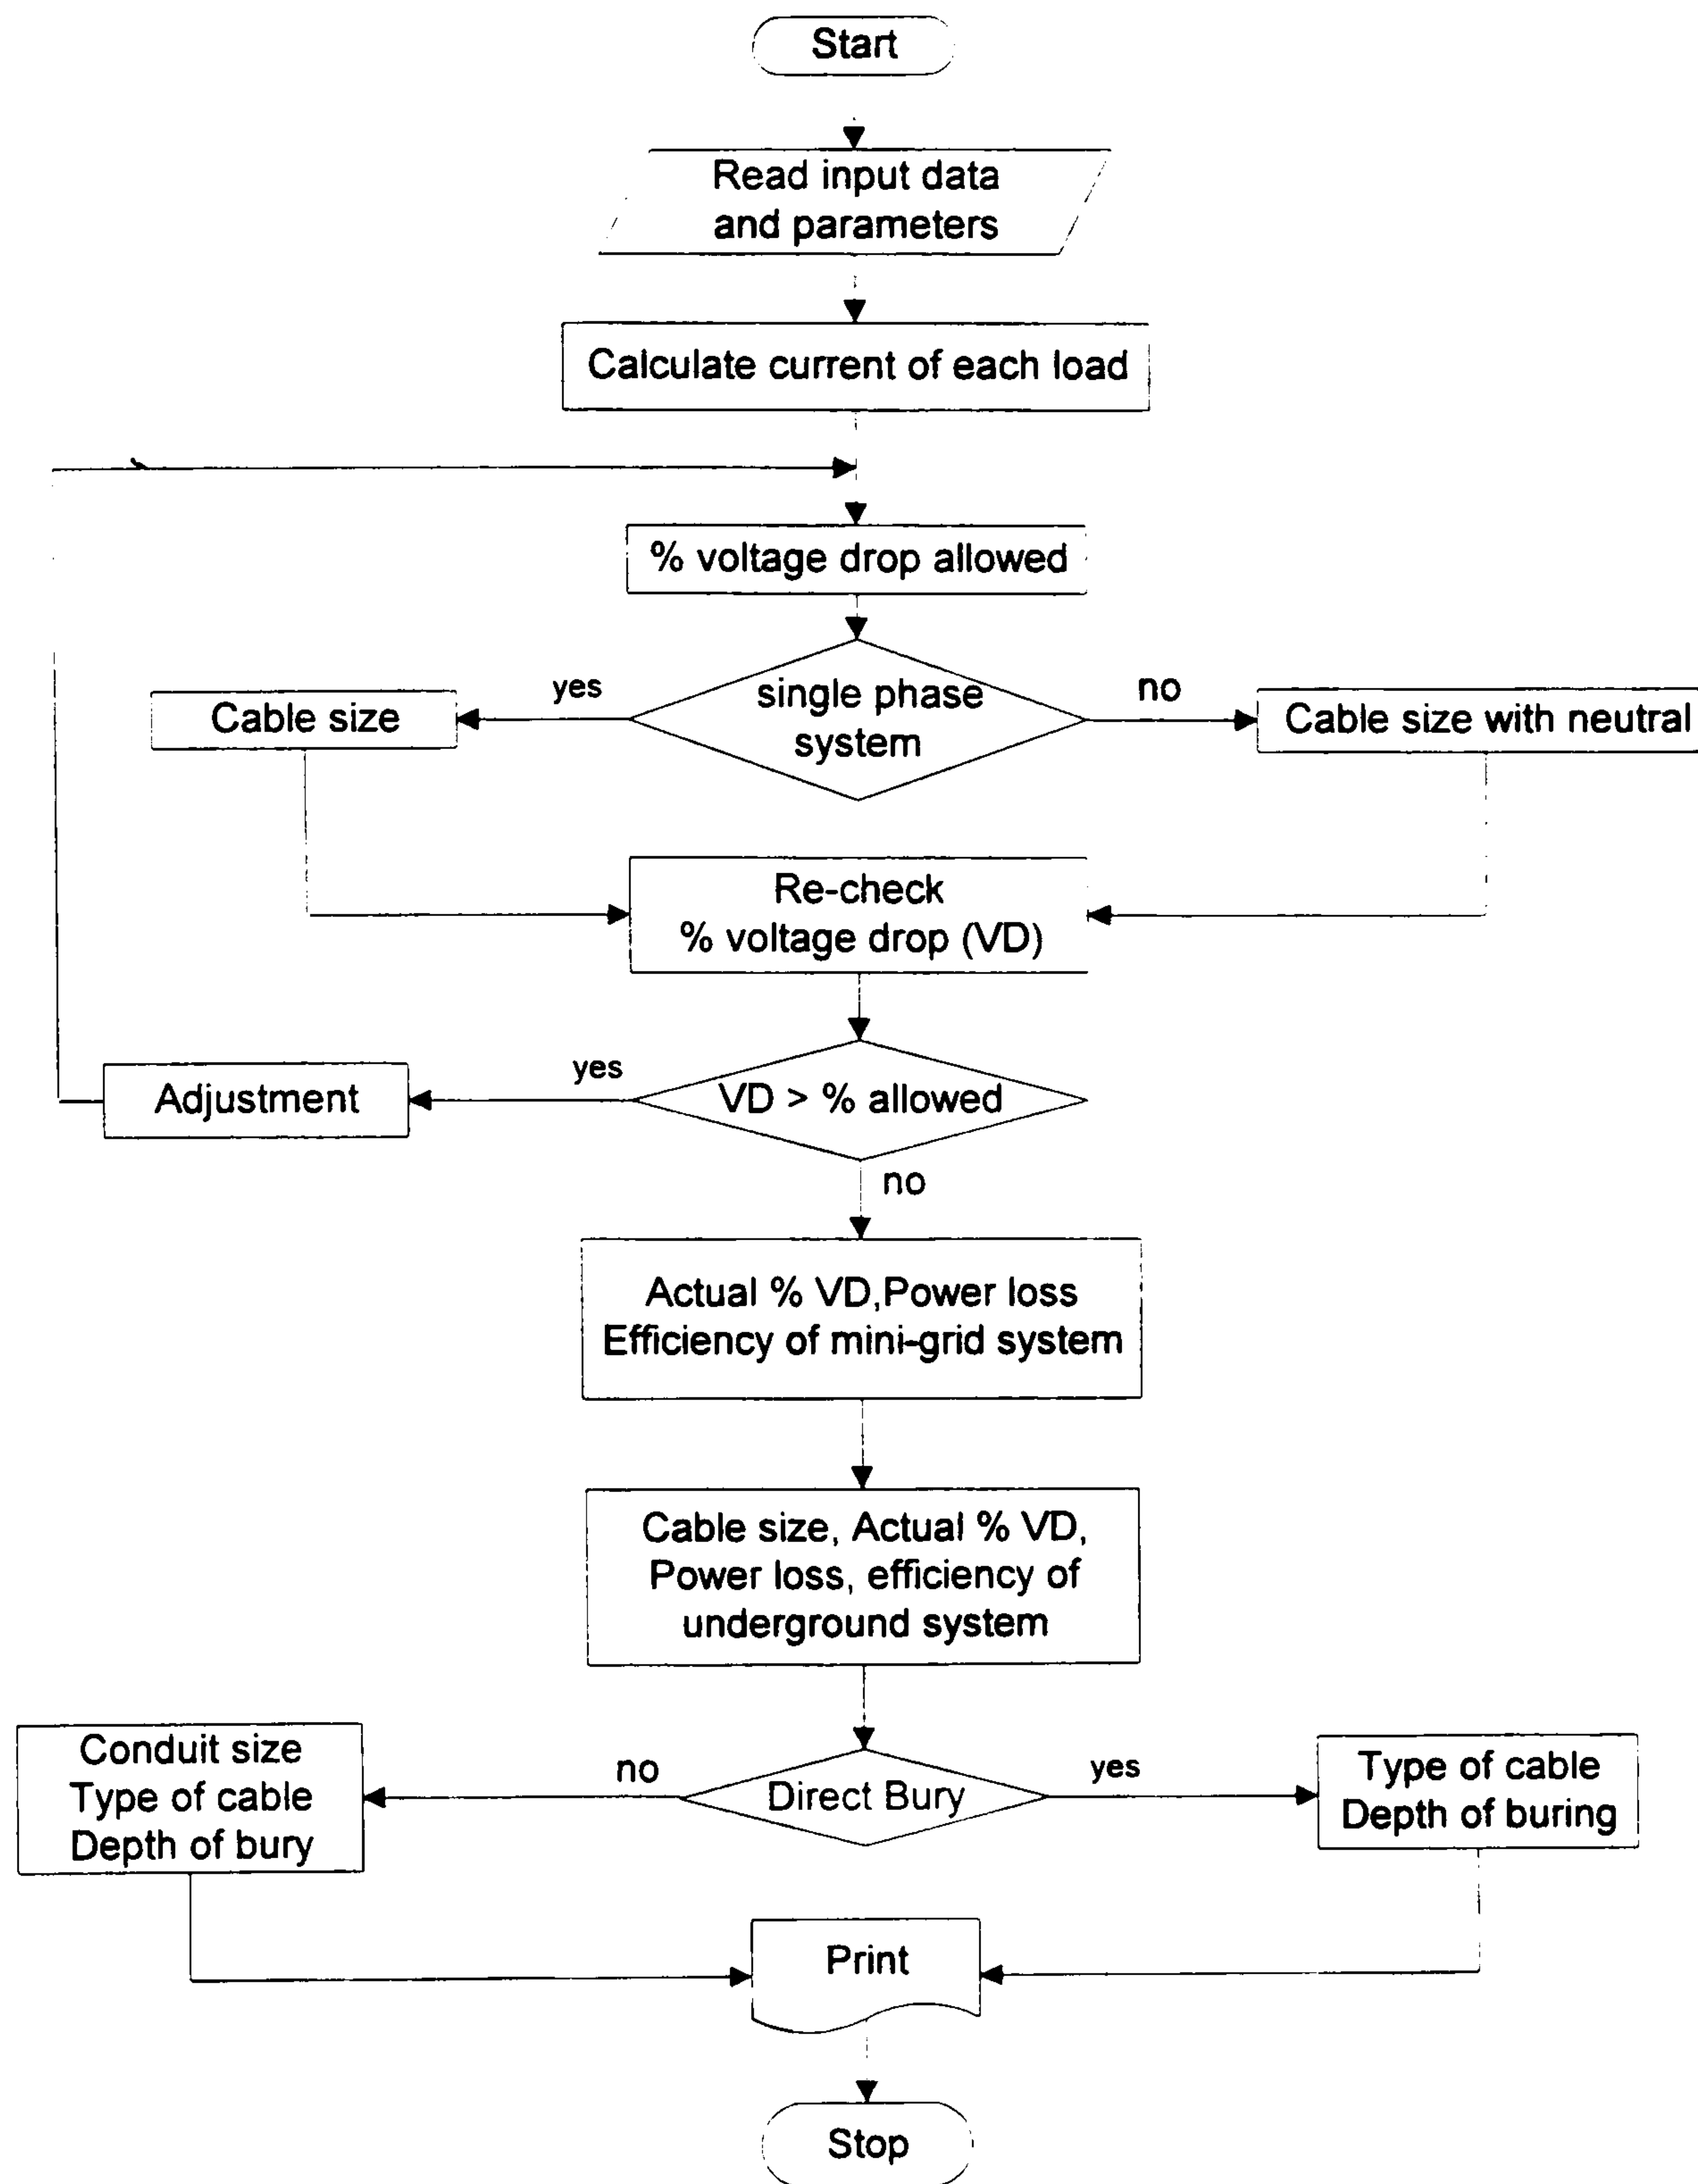 Start
Read input data
and parameters
Calculate current of each load
% voltage drop allowed
yes
single phase
system
no
Cable size
Cable size with neutral
Re-check
% voltage drop (VD)
yes
Adjustment
VD > % allowed
no
Actual % VD,Power loss
Efficiency of mini-grid system
Cable size, Actual % VD,
Power loss, efficiency of
underground system
Conduit size
Type of cable
Depth of bury
no
Direct Bury
yes
Type of cable
Depth of buring
Print
Stop